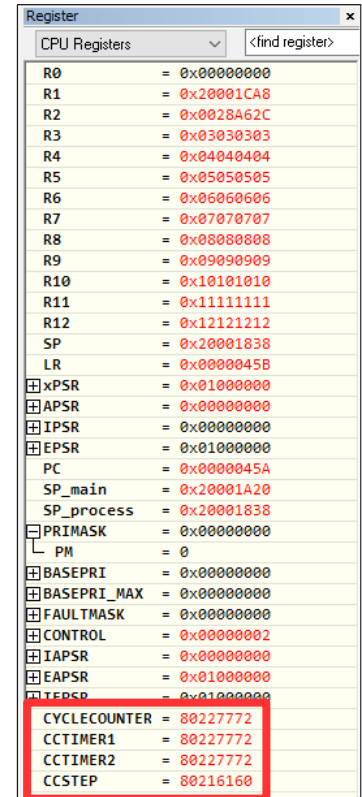 Register
x
CPU Registers
<find register>
R0 = 0x00000000
R1 = 0x20001CA8
R2 = 0x0028A62C
R3 = 0x03030303
R4 = 0x04040404
R5 = 0x05050505
R6 = 0x06060606
R7 = 0x07070707
R8 = 0x08080808
R9 = 0x09090909
R10 = 0x10101010
R11 = 0x11111111
R12 = 0x12121212
SP = 0x20001838
LR = 0x0000045B
xPSR = 0x01000000
APSR = 0x00000000
IPSR = 0x00000000
EPSR = 0x01000000
PC = 0x0000045A
SP_main = 0x20001A20
SP_process = 0x20001838
PRIMASK = 0x00000000
PM = 0
BASEPRI = 0x00000000
BASEPRI_MAX = 0x00000000
FAULTMASK = 0x00000000
CONTROL = 0x00000002
IAPSR = 0x00000000
EAPSR = 0x01000000
IEPSR = 0x01000000
CYCLECOUNTER = 80227772
CCTIMER1 = 80227772
CCTIMER2 = 80227772
CCSTEP = 80216160